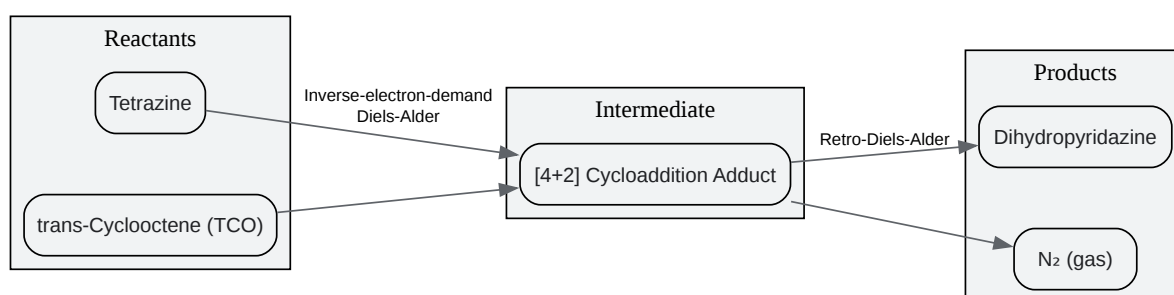 Reactants
Tetrazine
trans-Cyclooctene (TCO)
Inverse-electron-demand
Diels-Alder
Intermediate
[4+2] Cycloaddition Adduct
Retro-Diels-Alder
Products
Dihydropyridazine
N₂ (gas)